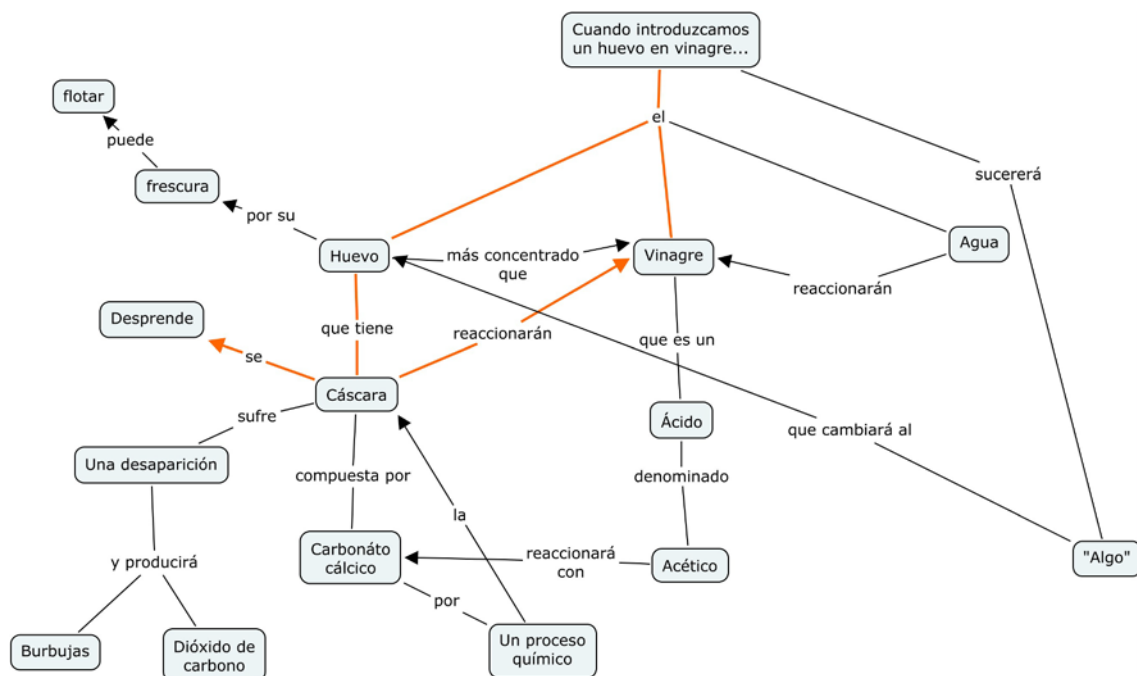 Cuando introduzcamos
un huevo en vinagre...
flotar
el
puede
frescura
sucererá
por su
Huevo
más concentrado
que
Vinagre
Agua
reaccionarán
Desprende
que tiene
reaccionarán
que es un
se
Cáscara
sufre
Ácido
que cambiará al
Una desaparición
compuesta por
denominado
la
y producirá
Carbonáto
cálcico
reaccionará
con
Acético
"Algo"
por
Burbujas
Dióxido de
carbono
Un proceso
químico